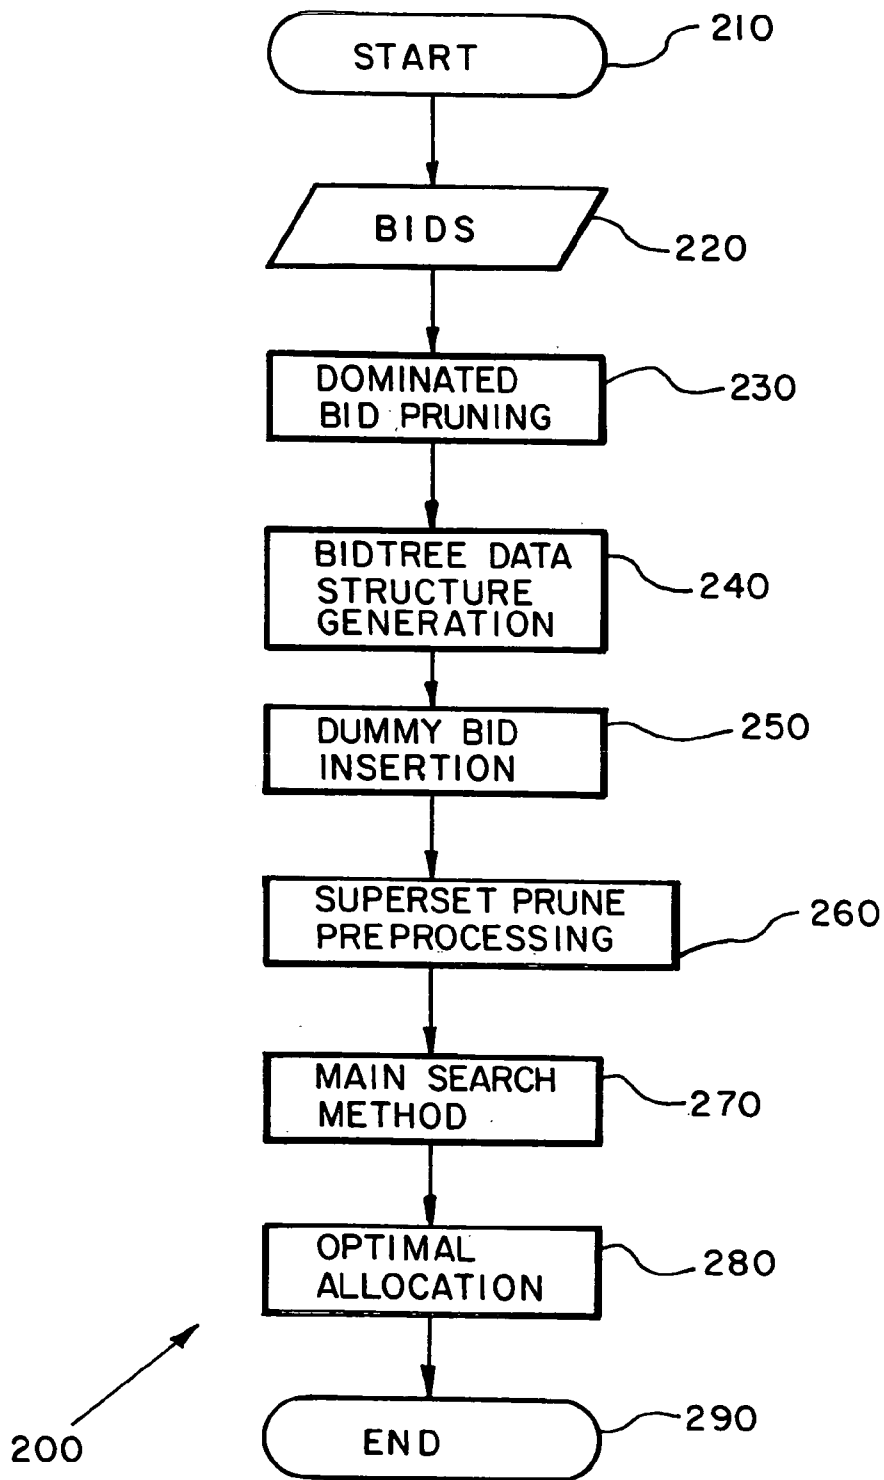 START
210
BIDS
220
DOMINATED
BID PRUNING
230
BIDTREE DATA
STRUCTURE
GENERATION
240
DUMMY BID
INSERTION
250
SUPERSET PRUNE
PREPROCESSING
260
MAIN SEARCH
METHOD
270
OPTIMAL
ALLOCATION
280
END
290
200